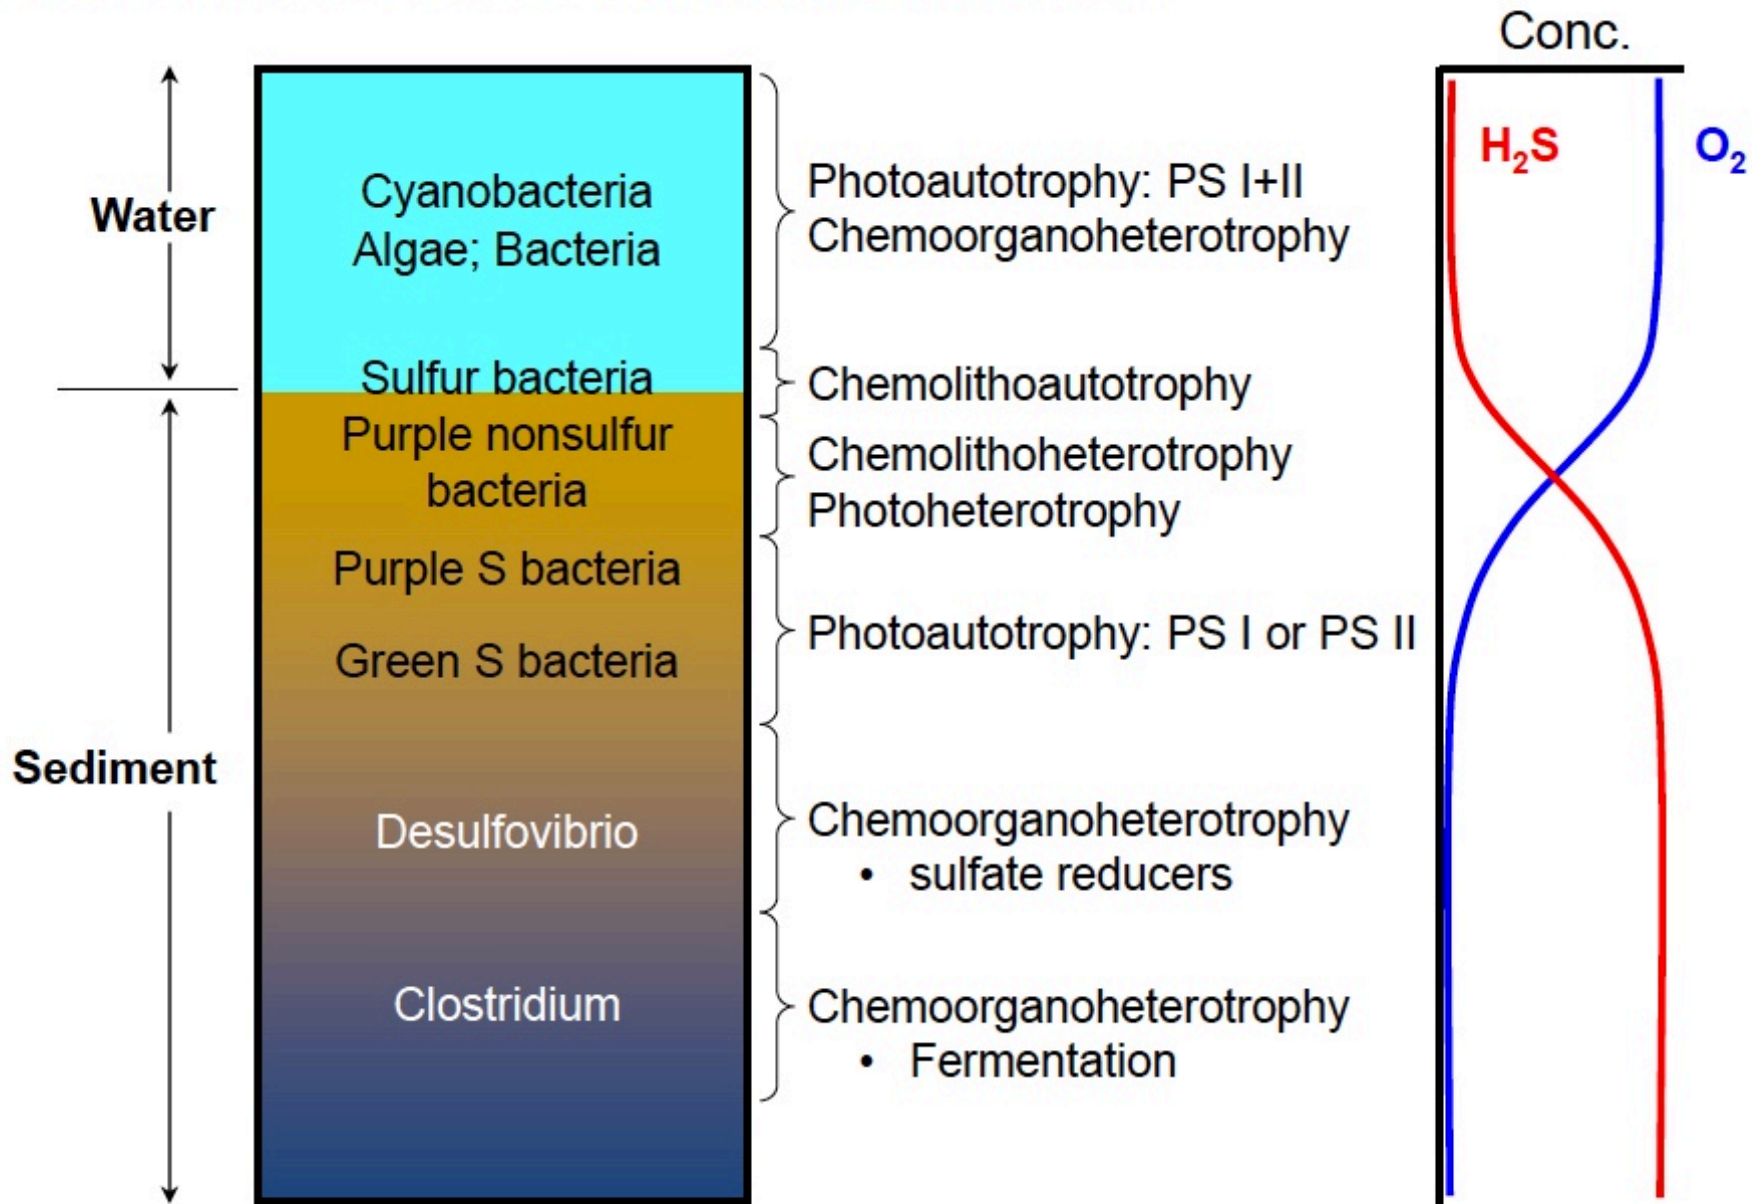 Conc.
H₂S
O₂
Water
Cyanobacteria
Algae; Bacteria
Photoautotrophy: PS I+II
Chemoorganoheterotrophy
Sulfur bacteria
Chemolithoautotrophy
Purple nonsulfur
bacteria
Chemolithoheterotrophy
Photoheterotrophy
Purple S bacteria
Green S bacteria
Photoautotrophy: PS I or PS II
Sediment
Desulfovibrio
Chemoorganoheterotrophy
• sulfate reducers
Clostridium
Chemoorganoheterotrophy
• Fermentation